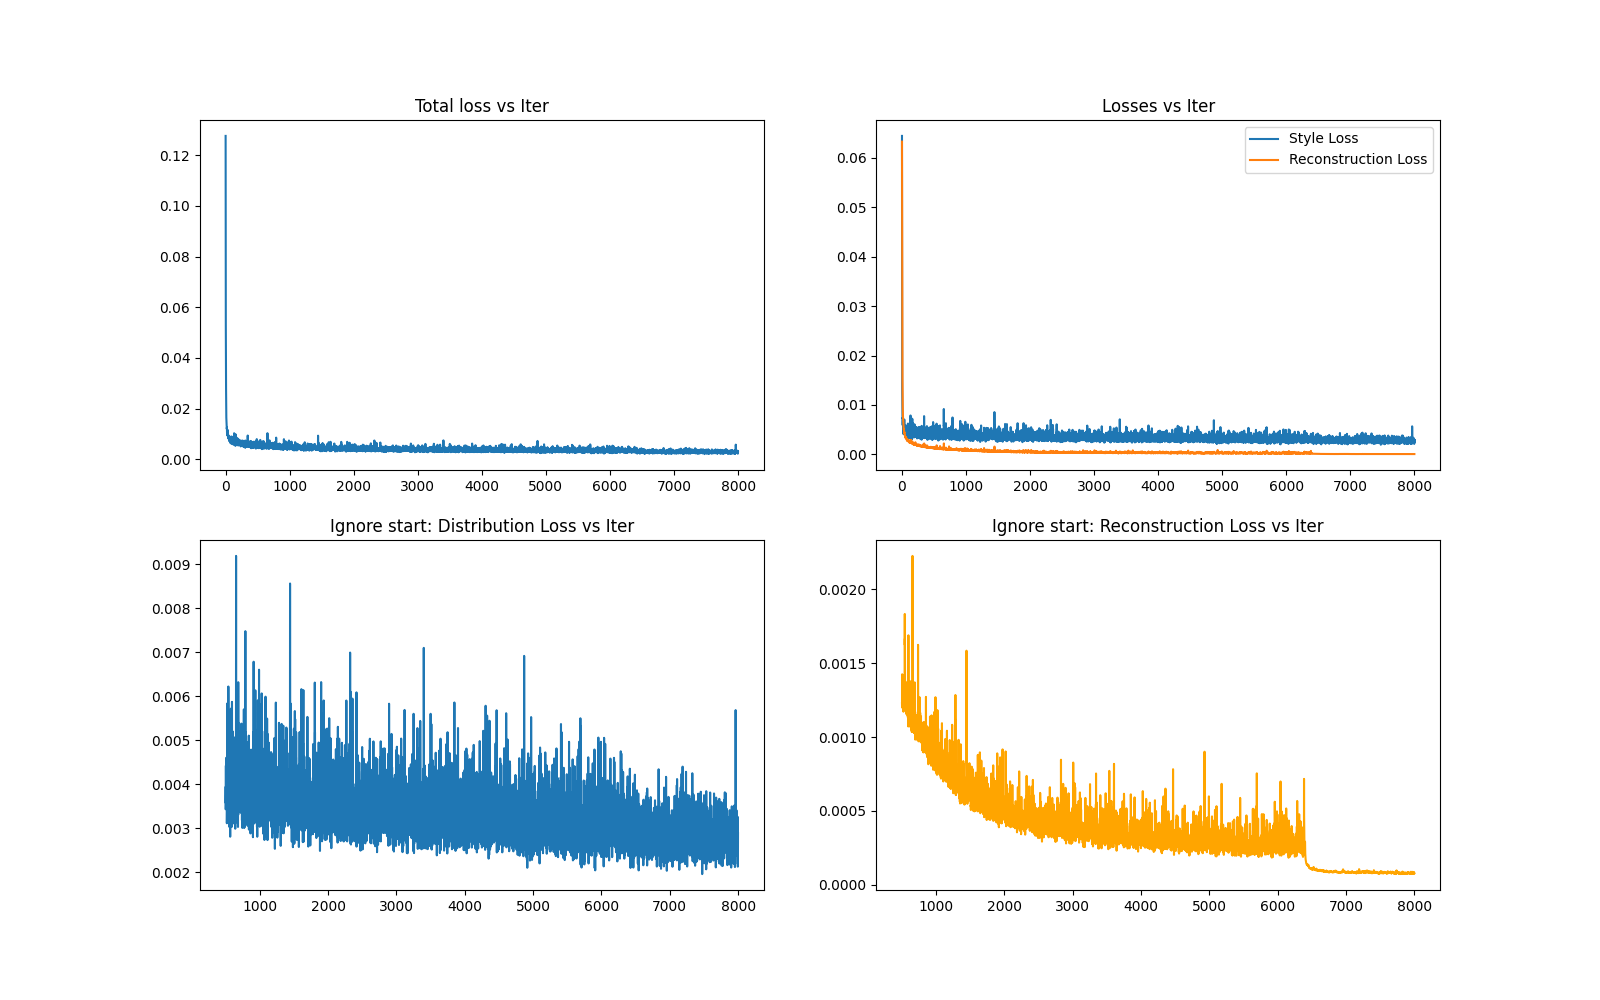 Total loss vs Iter
0.12
0.10
0.08
0.06
0.04
0.02
0.00
0 1000 2000 3000 4000 5000 6000 7000 8000
Losses vs Iter
Style Loss
Reconstruction Loss
0.06
0.05
0.04
0.03
0.02
0.01
0.00
0 1000 2000 3000 4000 5000 6000 7000 8000
Ignore start: Distribution Loss vs Iter
0.009
0.008
0.007
0.006
0.005
0.004
0.003
0.002
1000 2000 3000 4000 5000 6000 7000 8000
Ignore start: Reconstruction Loss vs Iter
0.0020
0.0015
0.0010
0.0005
0.0000
1000 2000 3000 4000 5000 6000 7000 8000